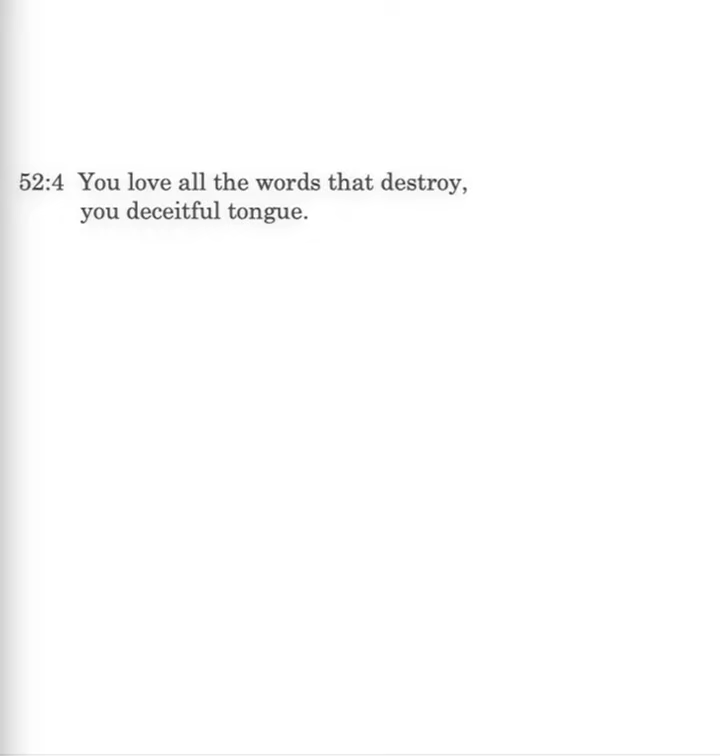 52:4 You love all the words that destroy,
you deceitful tongue.